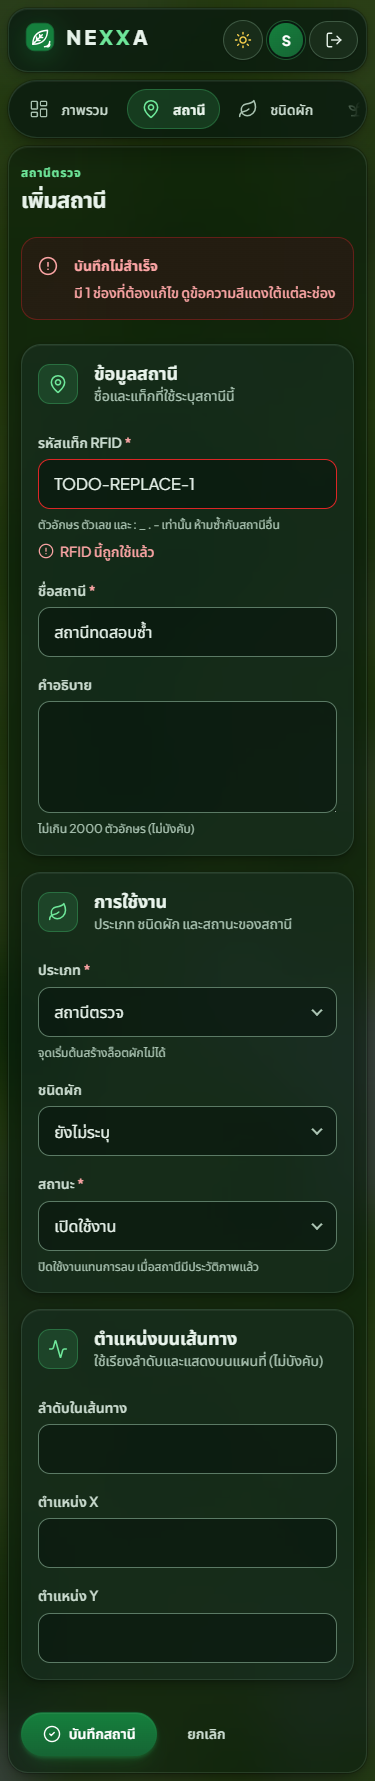 NEXXA
S
ภาพรวม
สถานี
ชนิดผัก
สถานีตรวจ
เพิ่มสถานี
บันทึกไม่สำเร็จ
มี 1 ช่องที่ต้องแก้ไข ดูข้อความสีแดงใต้แต่ละช่อง
ข้อมูลสถานี
ชื่อและแท็กที่ใช้ระบุสถานีนี้
รหัสแท็ก RFID *
TODO-REPLACE-1
ตัวอักษร ตัวเลข และ : _ . - เท่านั้น ห้ามซ้ำกับสถานีอื่น
RFID นี้ถูกใช้แล้ว
ชื่อสถานี *
สถานีทดสอบซ้ำ
คำอธิบาย
ไม่เกิน 2000 ตัวอักษร (ไม่บังคับ)
การใช้งาน
ประเภท ชนิดผัก และสถานะของสถานี
ประเภท *
สถานีตรวจ
จุดเริ่มต้นสร้างล็อตผักไม่ได้
ชนิดผัก
ยังไม่ระบุ
สถานะ *
เปิดใช้งาน
ปิดใช้งานแทนการลบ เมื่อสถานีมีประวัติภาพแล้ว
ตำแหน่งบนเส้นทาง
ใช้เรียงลำดับและแสดงบนแผนที่ (ไม่บังคับ)
ลำดับในเส้นทาง
ตำแหน่ง X
ตำแหน่ง Y
บันทึกสถานี
ยกเลิก